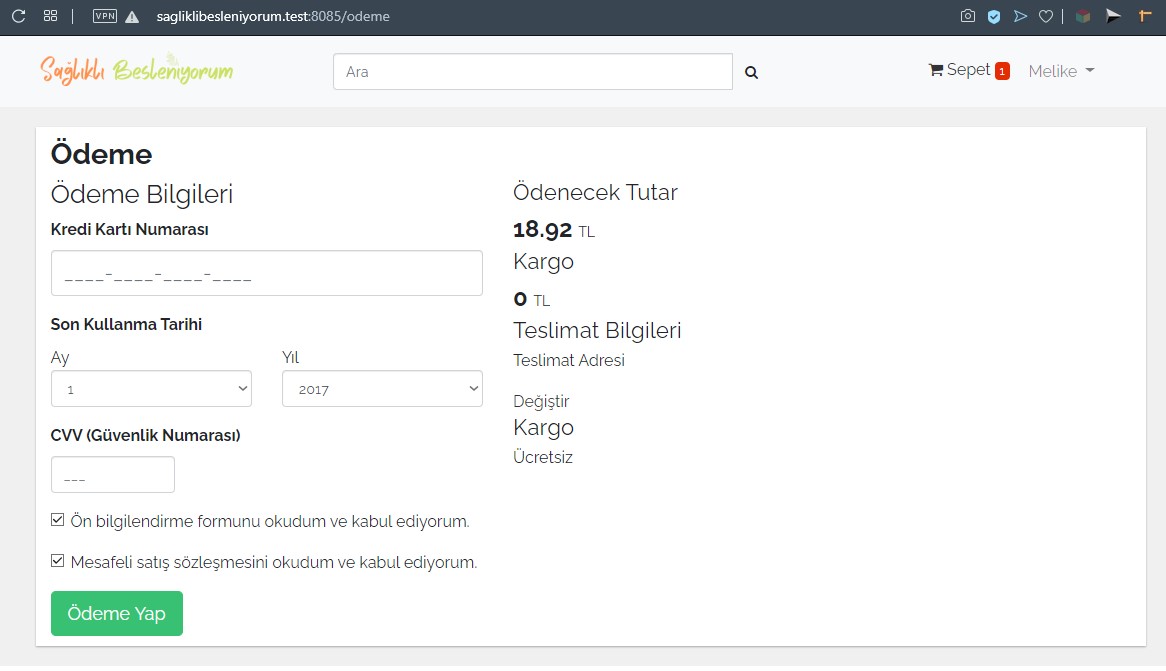 VPN
sagliklibesleniyorum.test:8085/odeme
Sağlıklı Besleniyorum
Ara
Sepet 1
Melike
Ödeme
Ödeme Bilgileri
Kredi Kartı Numarası
____-____-____-____
Son Kullanma Tarihi
Ay
Yıl
1
2017
CVV (Güvenlik Numarası)
___
Ön bilgilendirme formunu okudum ve kabul ediyorum.
Mesafeli satış sözleşmesini okudum ve kabul ediyorum.
Ödeme Yap
Ödenecek Tutar
18.92 TL
Kargo
0 TL
Teslimat Bilgileri
Teslimat Adresi
Değiştir
Kargo
Ücretsiz